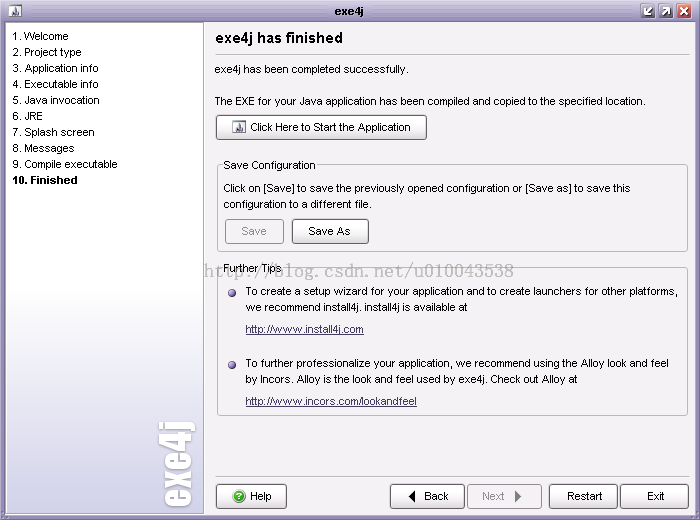 exe4j
1. Welcome
2. Project type
3. Application info
4. Executable info
5. Java invocation
6. JRE
7. Splash screen
8. Messages
9. Compile executable
10. Finished
exe4j
exe4j has finished
exe4j has been completed successfully.
The EXE for your Java application has been compiled and copied to the specified location.
Click Here to Start the Application
Save Configuration
Click on [Save] to save the previously opened configuration or [Save as] to save this
configuration to a different file.
Save
Save As
http://blog.csdn.net/u010043538
Further Tips
To create a setup wizard for your application and to create launchers for other platforms,
we recommend install4j. install4j is available at
http://www.install4j.com
To further professionalize your application, we recommend using the Alloy look and feel
by Incors. Alloy is the look and feel used by exe4j. Check out Alloy at
http://www.incors.com/lookandfeel
Help
Back
Next
Restart
Exit